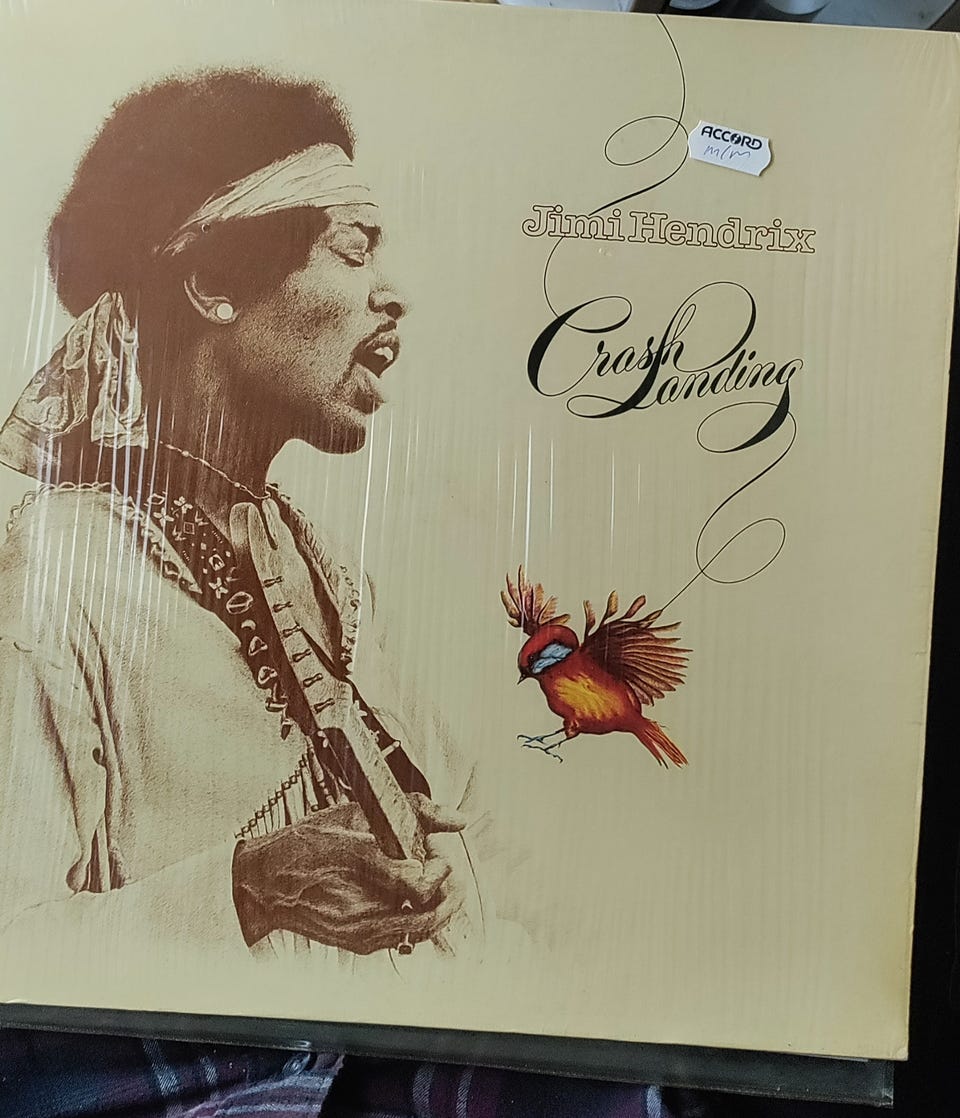 ACCORD
m/m
Jimi Hendrix
Crash
Landing